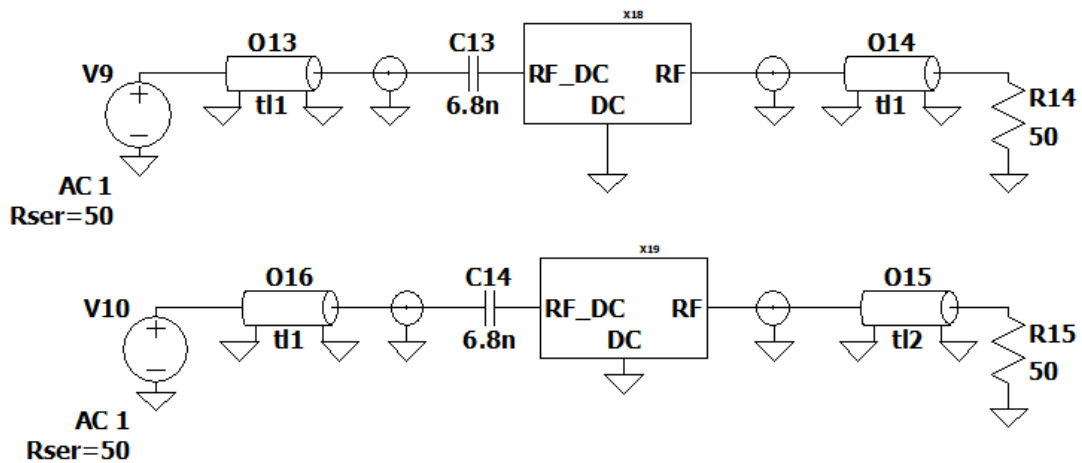 X18
O13
O14
C13
V9
RF_DC
RF
DC
R14
tl1
6.8n
tl1
50
AC 1
Rser=50
X19
O16
C14
O15
V10
RF_DC
RF
DC
R15
tl1
6.8n
tl2
50
AC 1
Rser=50